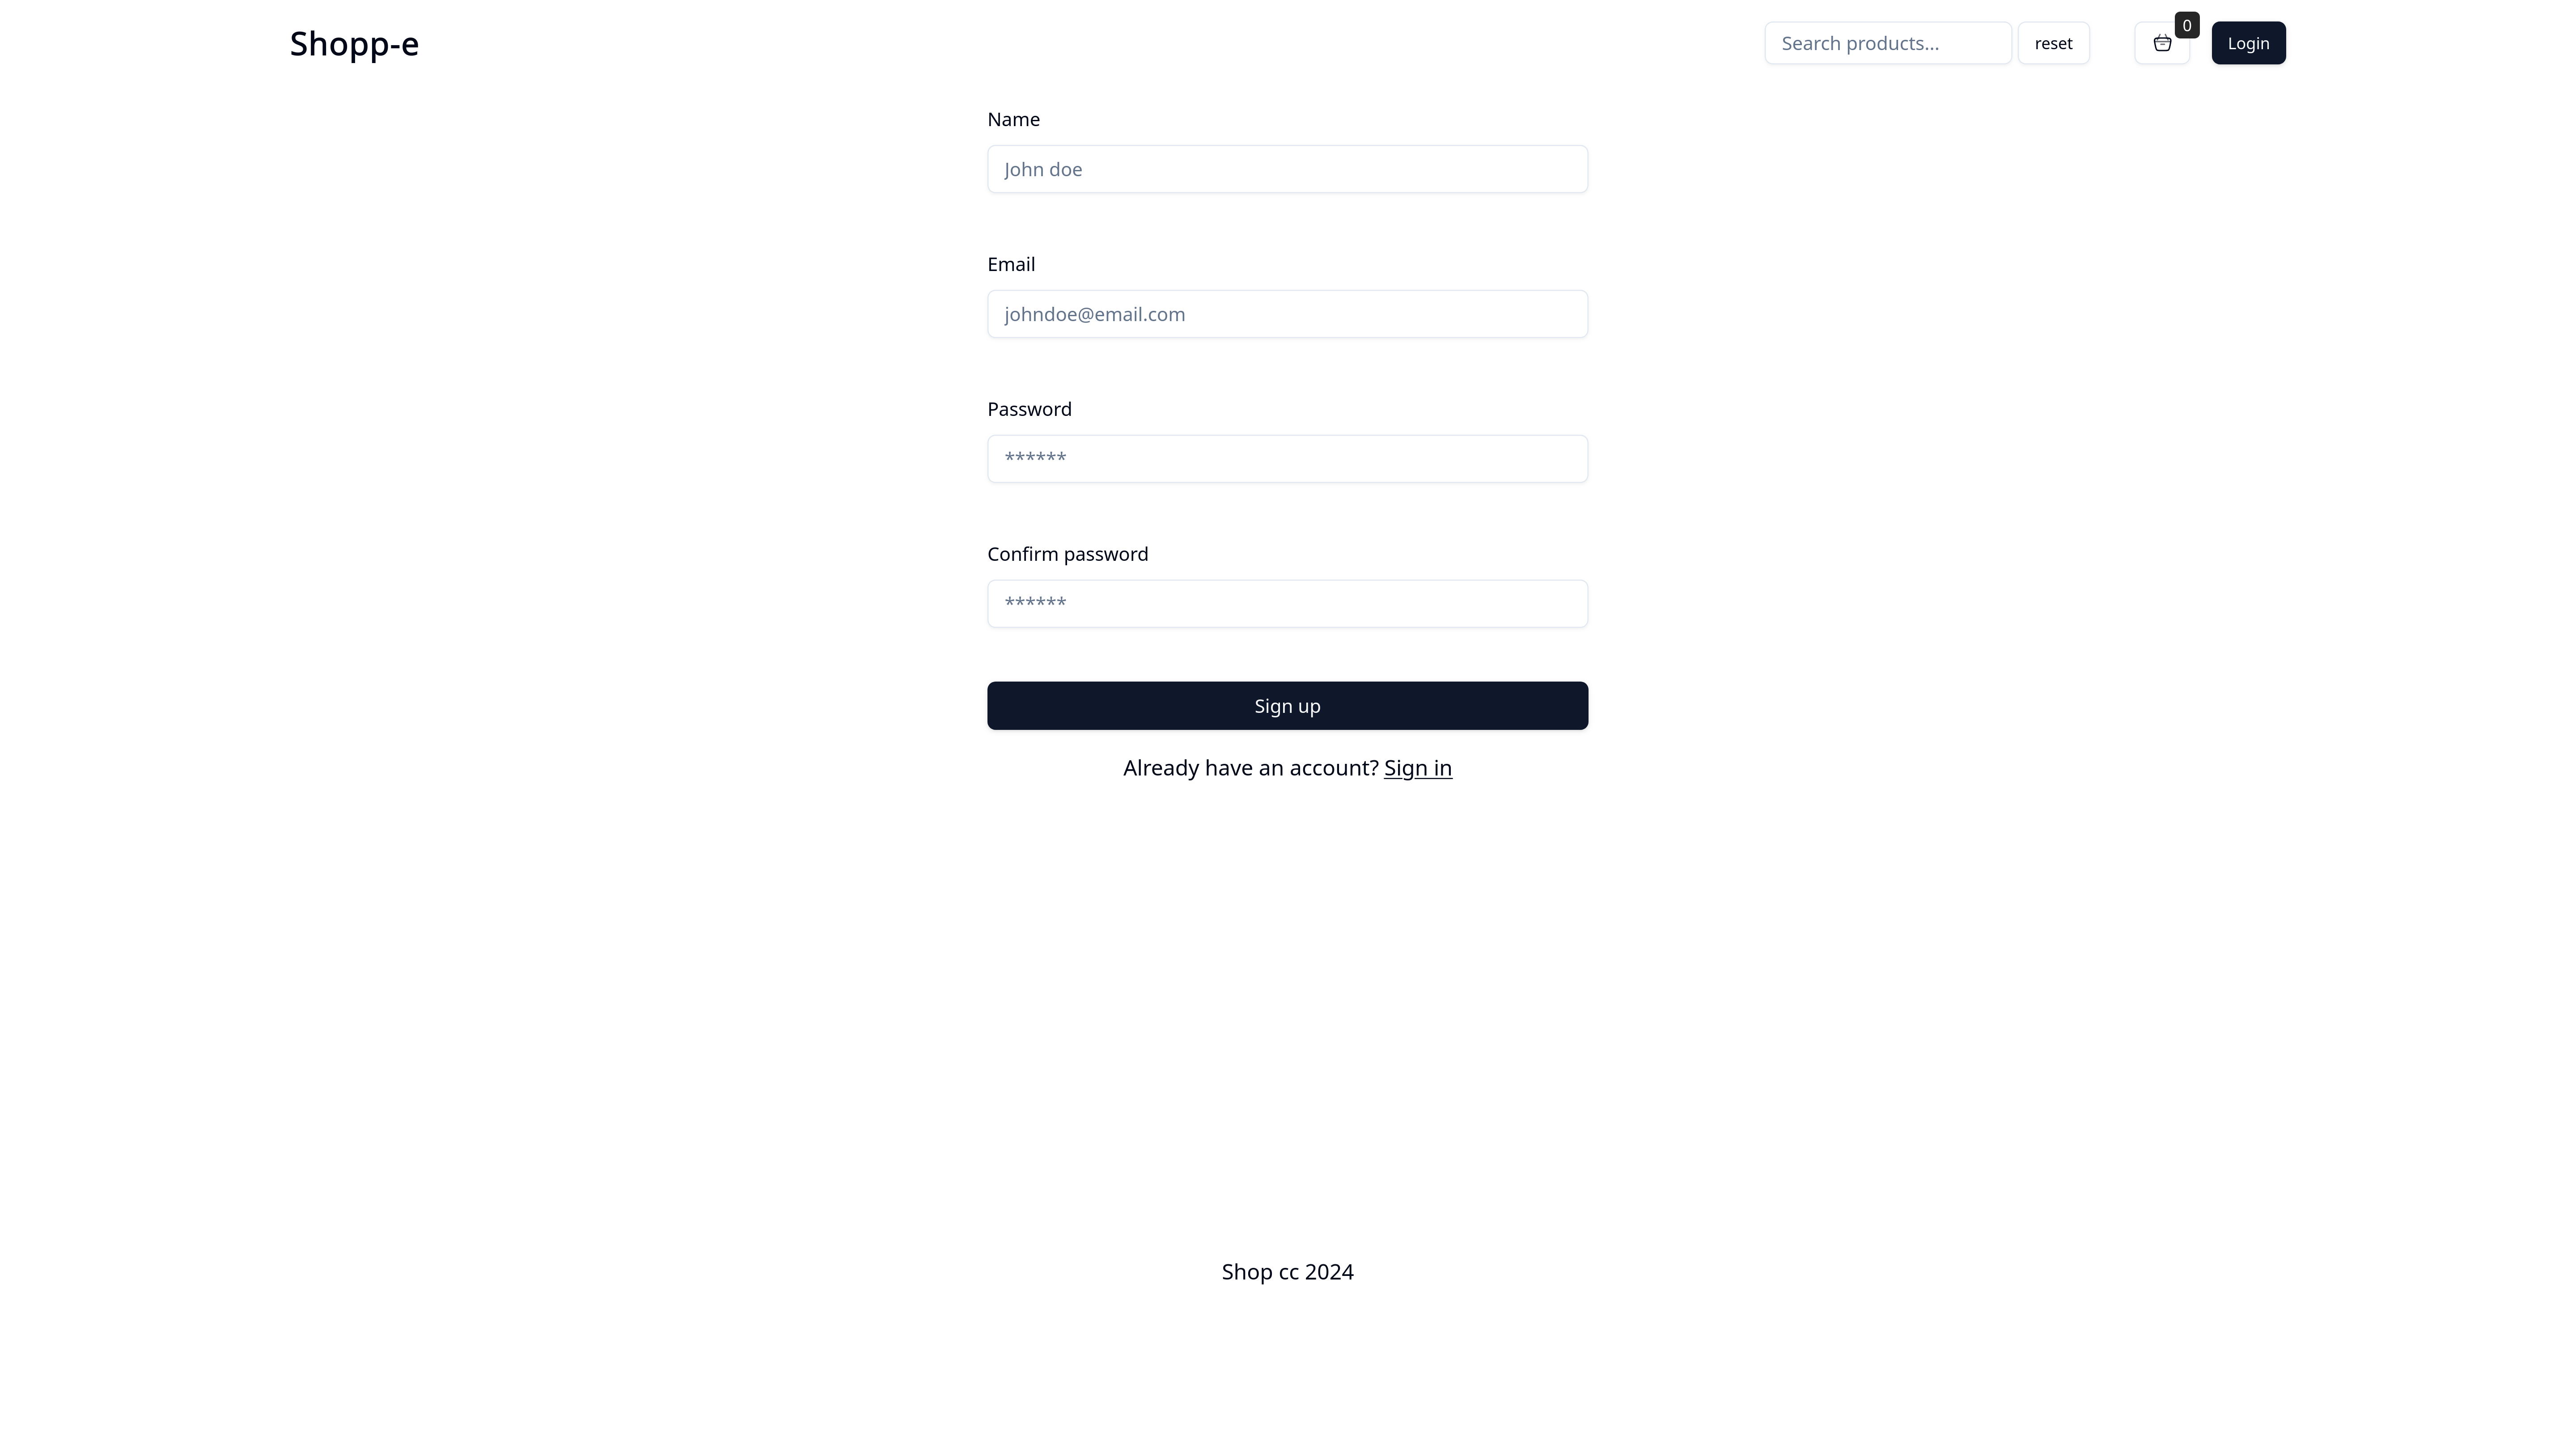 Shopp-e
Search products...
reset
0
Login
Name
John doe
Email
johndoe@email.com
Password
******
Confirm password
******
Sign up
Already have an account? Sign in
Shop cc 2024